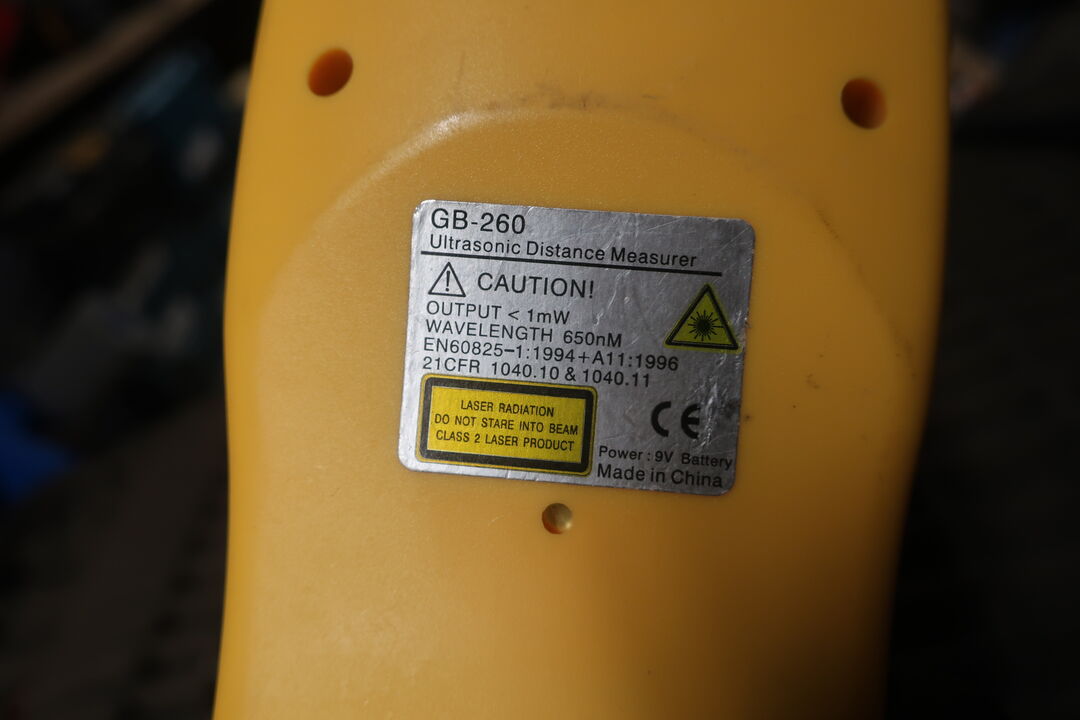 GB-260
Ultrasonic Distance Measurer
CAUTION!
OUTPUT < 1mW
WAVELENGTH 650nM
EN60825-1:1994+A11:1996
21CFR 1040.10 & 1040.11
LASER RADIATION
DO NOT STARE INTO BEAM
CLASS 2 LASER PRODUCT
CE
Power : 9V Battery
Made in China